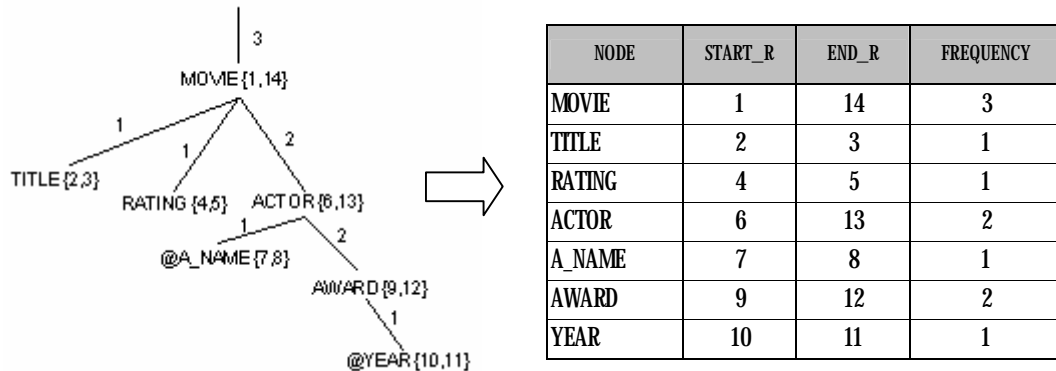 3
MOVIE{1,14}
1
1
2
TITLE{2,3}
RATING{4,5}
ACTOR{6,13}
1
2
@A_NAME{7,8}
AWARD{9,12}
1
@YEAR{10,11}
NODE START_R END_R FREQUENCY
MOVIE 1 14 3
TITLE 2 3 1
RATING 4 5 1
ACTOR 6 13 2
A_NAME 7 8 1
AWARD 9 12 2
YEAR 10 11 1